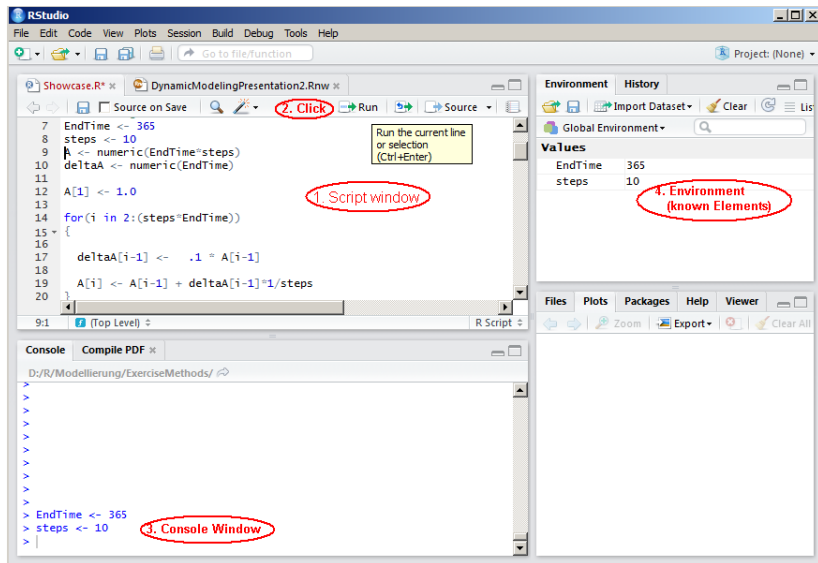 RStudio
File Edit Code View Plots Session Build Debug Tools Help
Go to file/function
Project: (None)
Showcase.R*
DynamicModelingPresentation2.Rnw
Source on Save
2. Click
Run
Source
7 EndTime <- 365
8 steps <- 10
9 A <- numeric(EndTime*steps)
10 deltaA <- numeric(EndTime)
11
12 A[1] <- 1.0
13
14 for(i in 2:(steps*EndTime))
15 {
16
17 deltaA[i-1] <- .1 * A[i-1]
18
19 A[i] <- A[i-1] + deltaA[i-1]*1/steps
20 }
Run the current line
or selection
(Ctrl+Enter)
1. Script window
9:1 (Top Level) R Script
Console Compile PDF
D:/R/Modellierung/ExerciseMethods/
>
>
>
>
>
>
>
>
>
>
> EndTime <- 365
> steps <- 10
>
3. Console Window
Environment History
Import Dataset Clear Lis
Global Environment
Values
EndTime 365
steps 10
4. Environment
(known Elements)
Files Plots Packages Help Viewer
Zoom Export Clear All